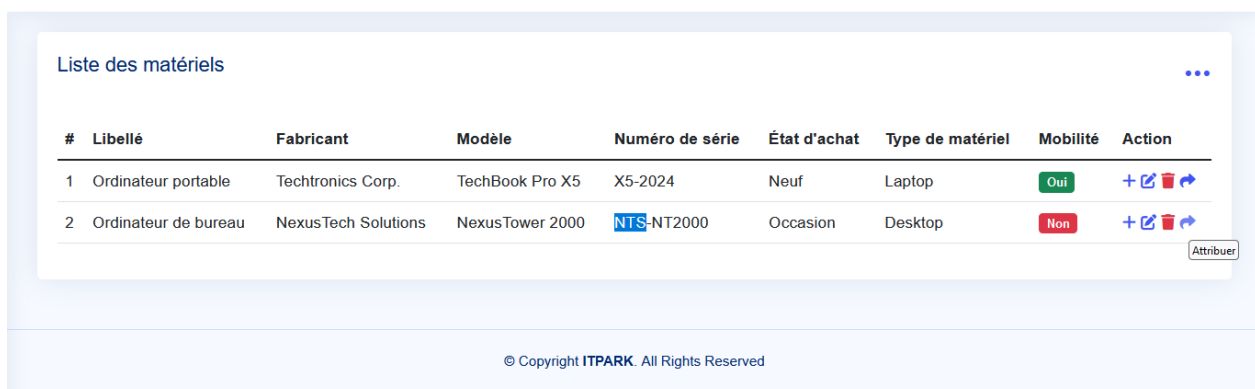 Liste des matériels
# Libellé Fabricant Modèle Numéro de série État d'achat Type de matériel Mobilité Action
1 Ordinateur portable Techtronics Corp. TechBook Pro X5 X5-2024 Neuf Laptop Oui
2 Ordinateur de bureau NexusTech Solutions NexusTower 2000 NTS-NT2000 Occasion Desktop Non
Attribuer
© Copyright ITPARK. All Rights Reserved